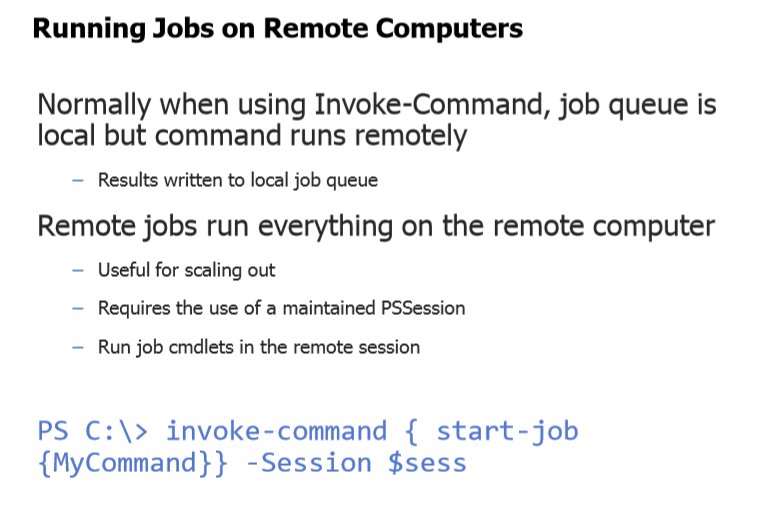 Running Jobs on Remote Computers
Normally when using Invoke-Command, job queue is
local but command runs remotely
– Results written to local job queue
Remote jobs run everything on the remote computer
– Useful for scaling out
– Requires the use of a maintained PSSession
– Run job cmdlets in the remote session
PS C:\> invoke-command { start-job
{MyCommand}} -Session $sess